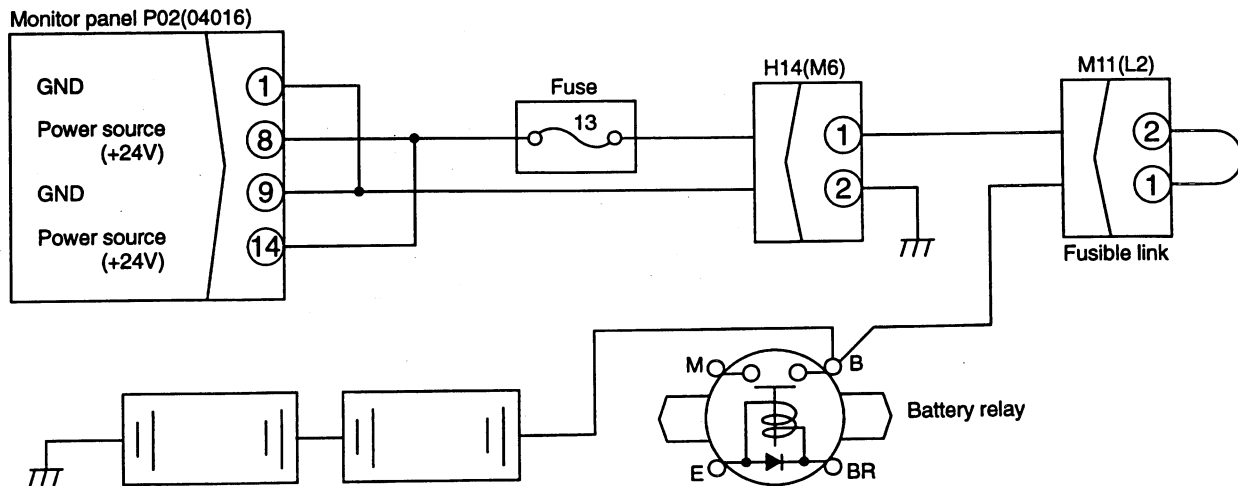 Monitor panel P02(04016)
GND
1
Power source
(+24V)
8
GND
9
Power source
(+24V)
14
Fuse
13
H14(M6)
1
2
M11(L2)
2
1
Fusible link
M
B
Battery relay
E
BR